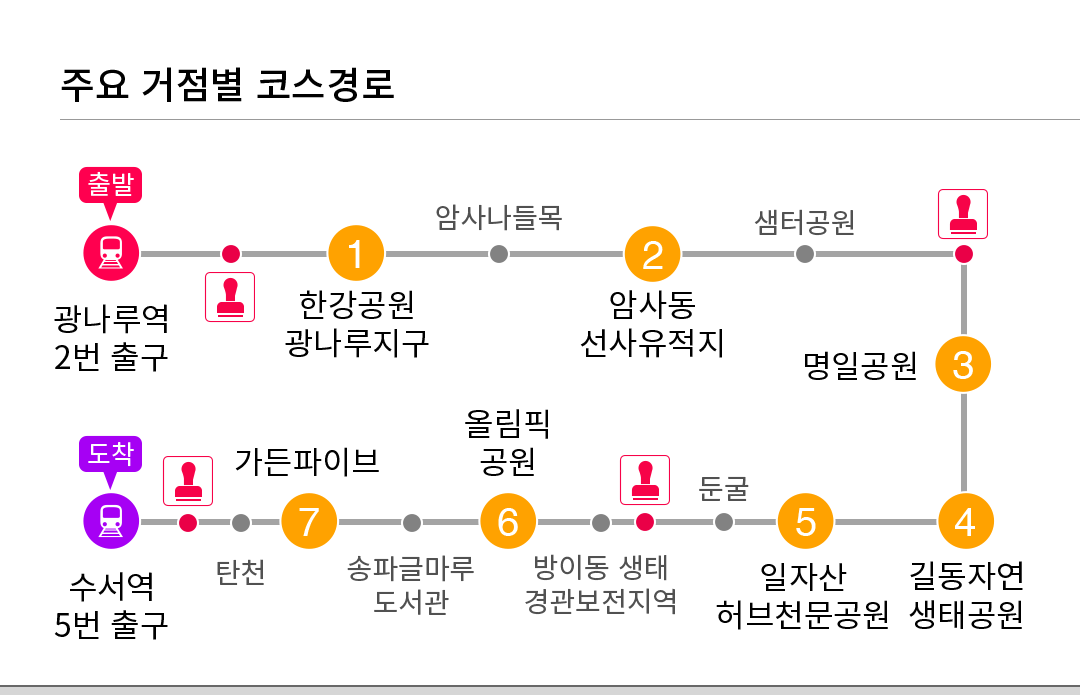 주요 거점별 코스경로
출발
암사나들목
샘터공원
1
2
광나루역
2번 출구
한강공원
광나루지구
암사동
선사유적지
명일공원
3
도착
가든파이브
올림픽
공원
둔굴
7
6
5
4
수서역
5번 출구
탄천
송파글마루
도서관
방이동 생태
경관보전지역
일자산
허브천문공원
길동자연
생태공원